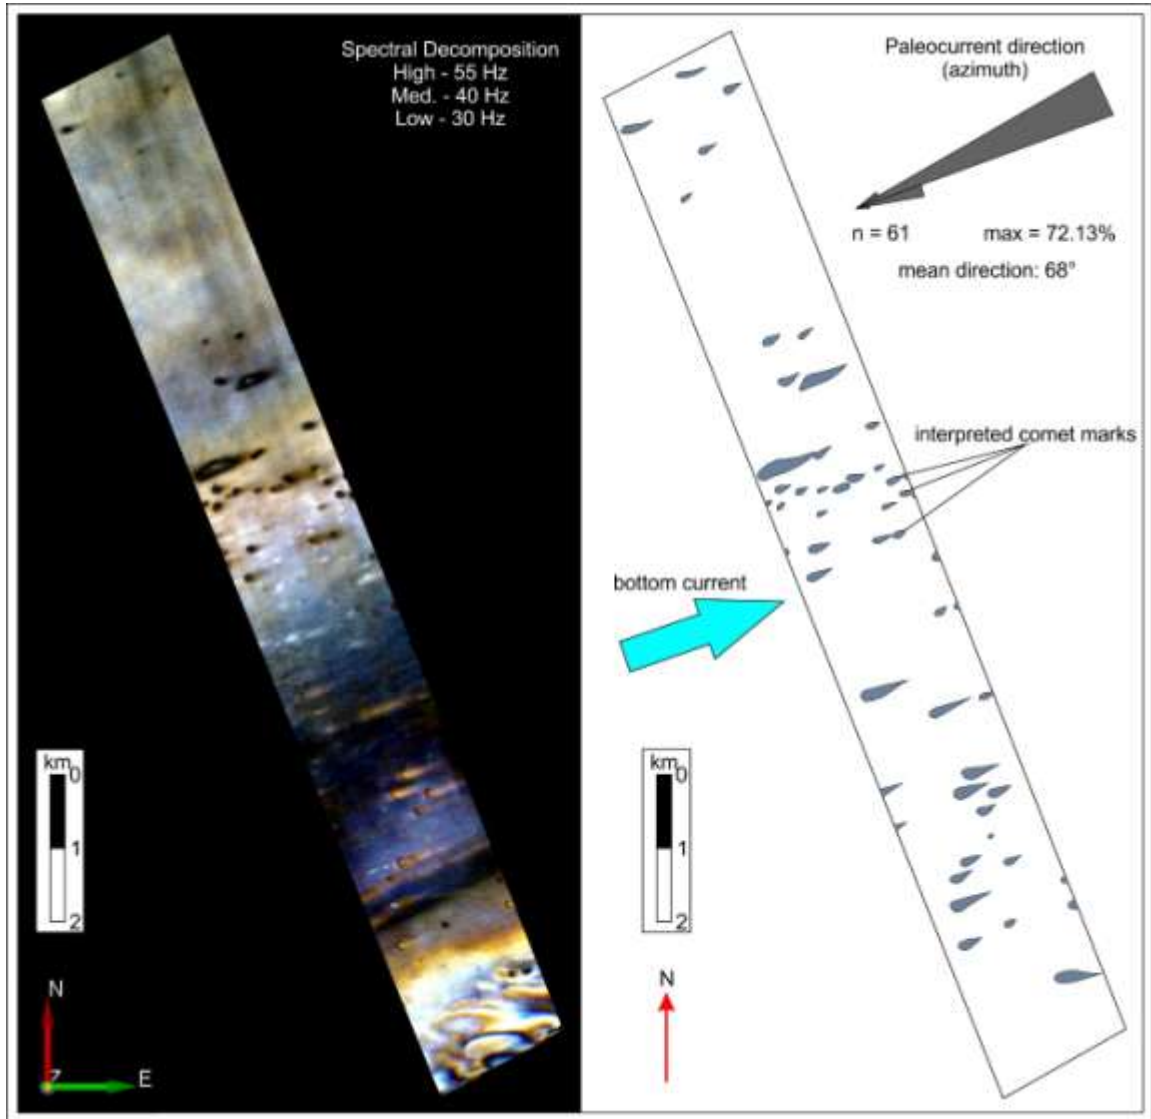 Spectral Decomposition
High - 55 Hz
Med. - 40 Hz
Low - 30 Hz
km
0
1
2
N
Z
E
Paleocurrent direction
(azimuth)
n = 61 max = 72.13%
mean direction: 68°
interpreted comet marks
bottom current
km
0
1
2
N